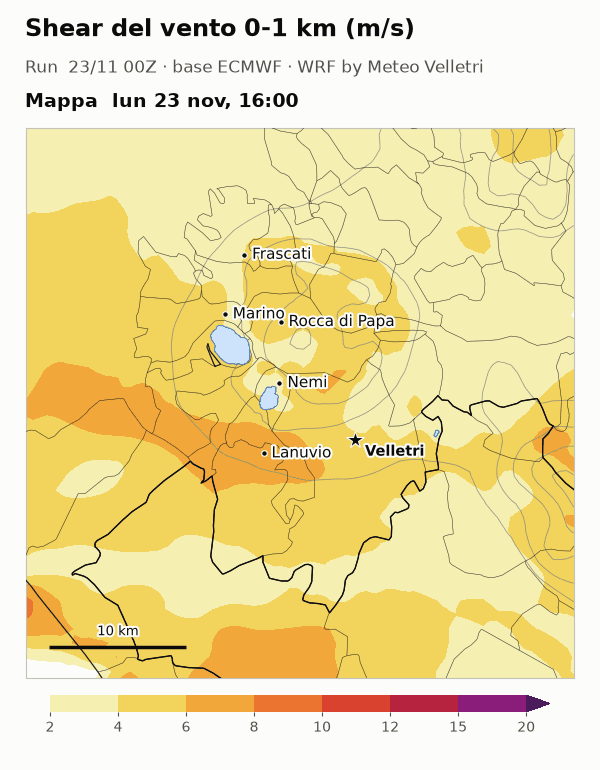 Shear del vento 0-1 km (m/s)
Run  23/11 00Z · base ECMWF · WRF by Meteo Velletri
Mappa  lun 23 nov, 16:00
Frascati
Marino
Rocca di Papa
Nemi
Velletri
Lanuvio
10 km
2 4 6 8 10 12 15 20